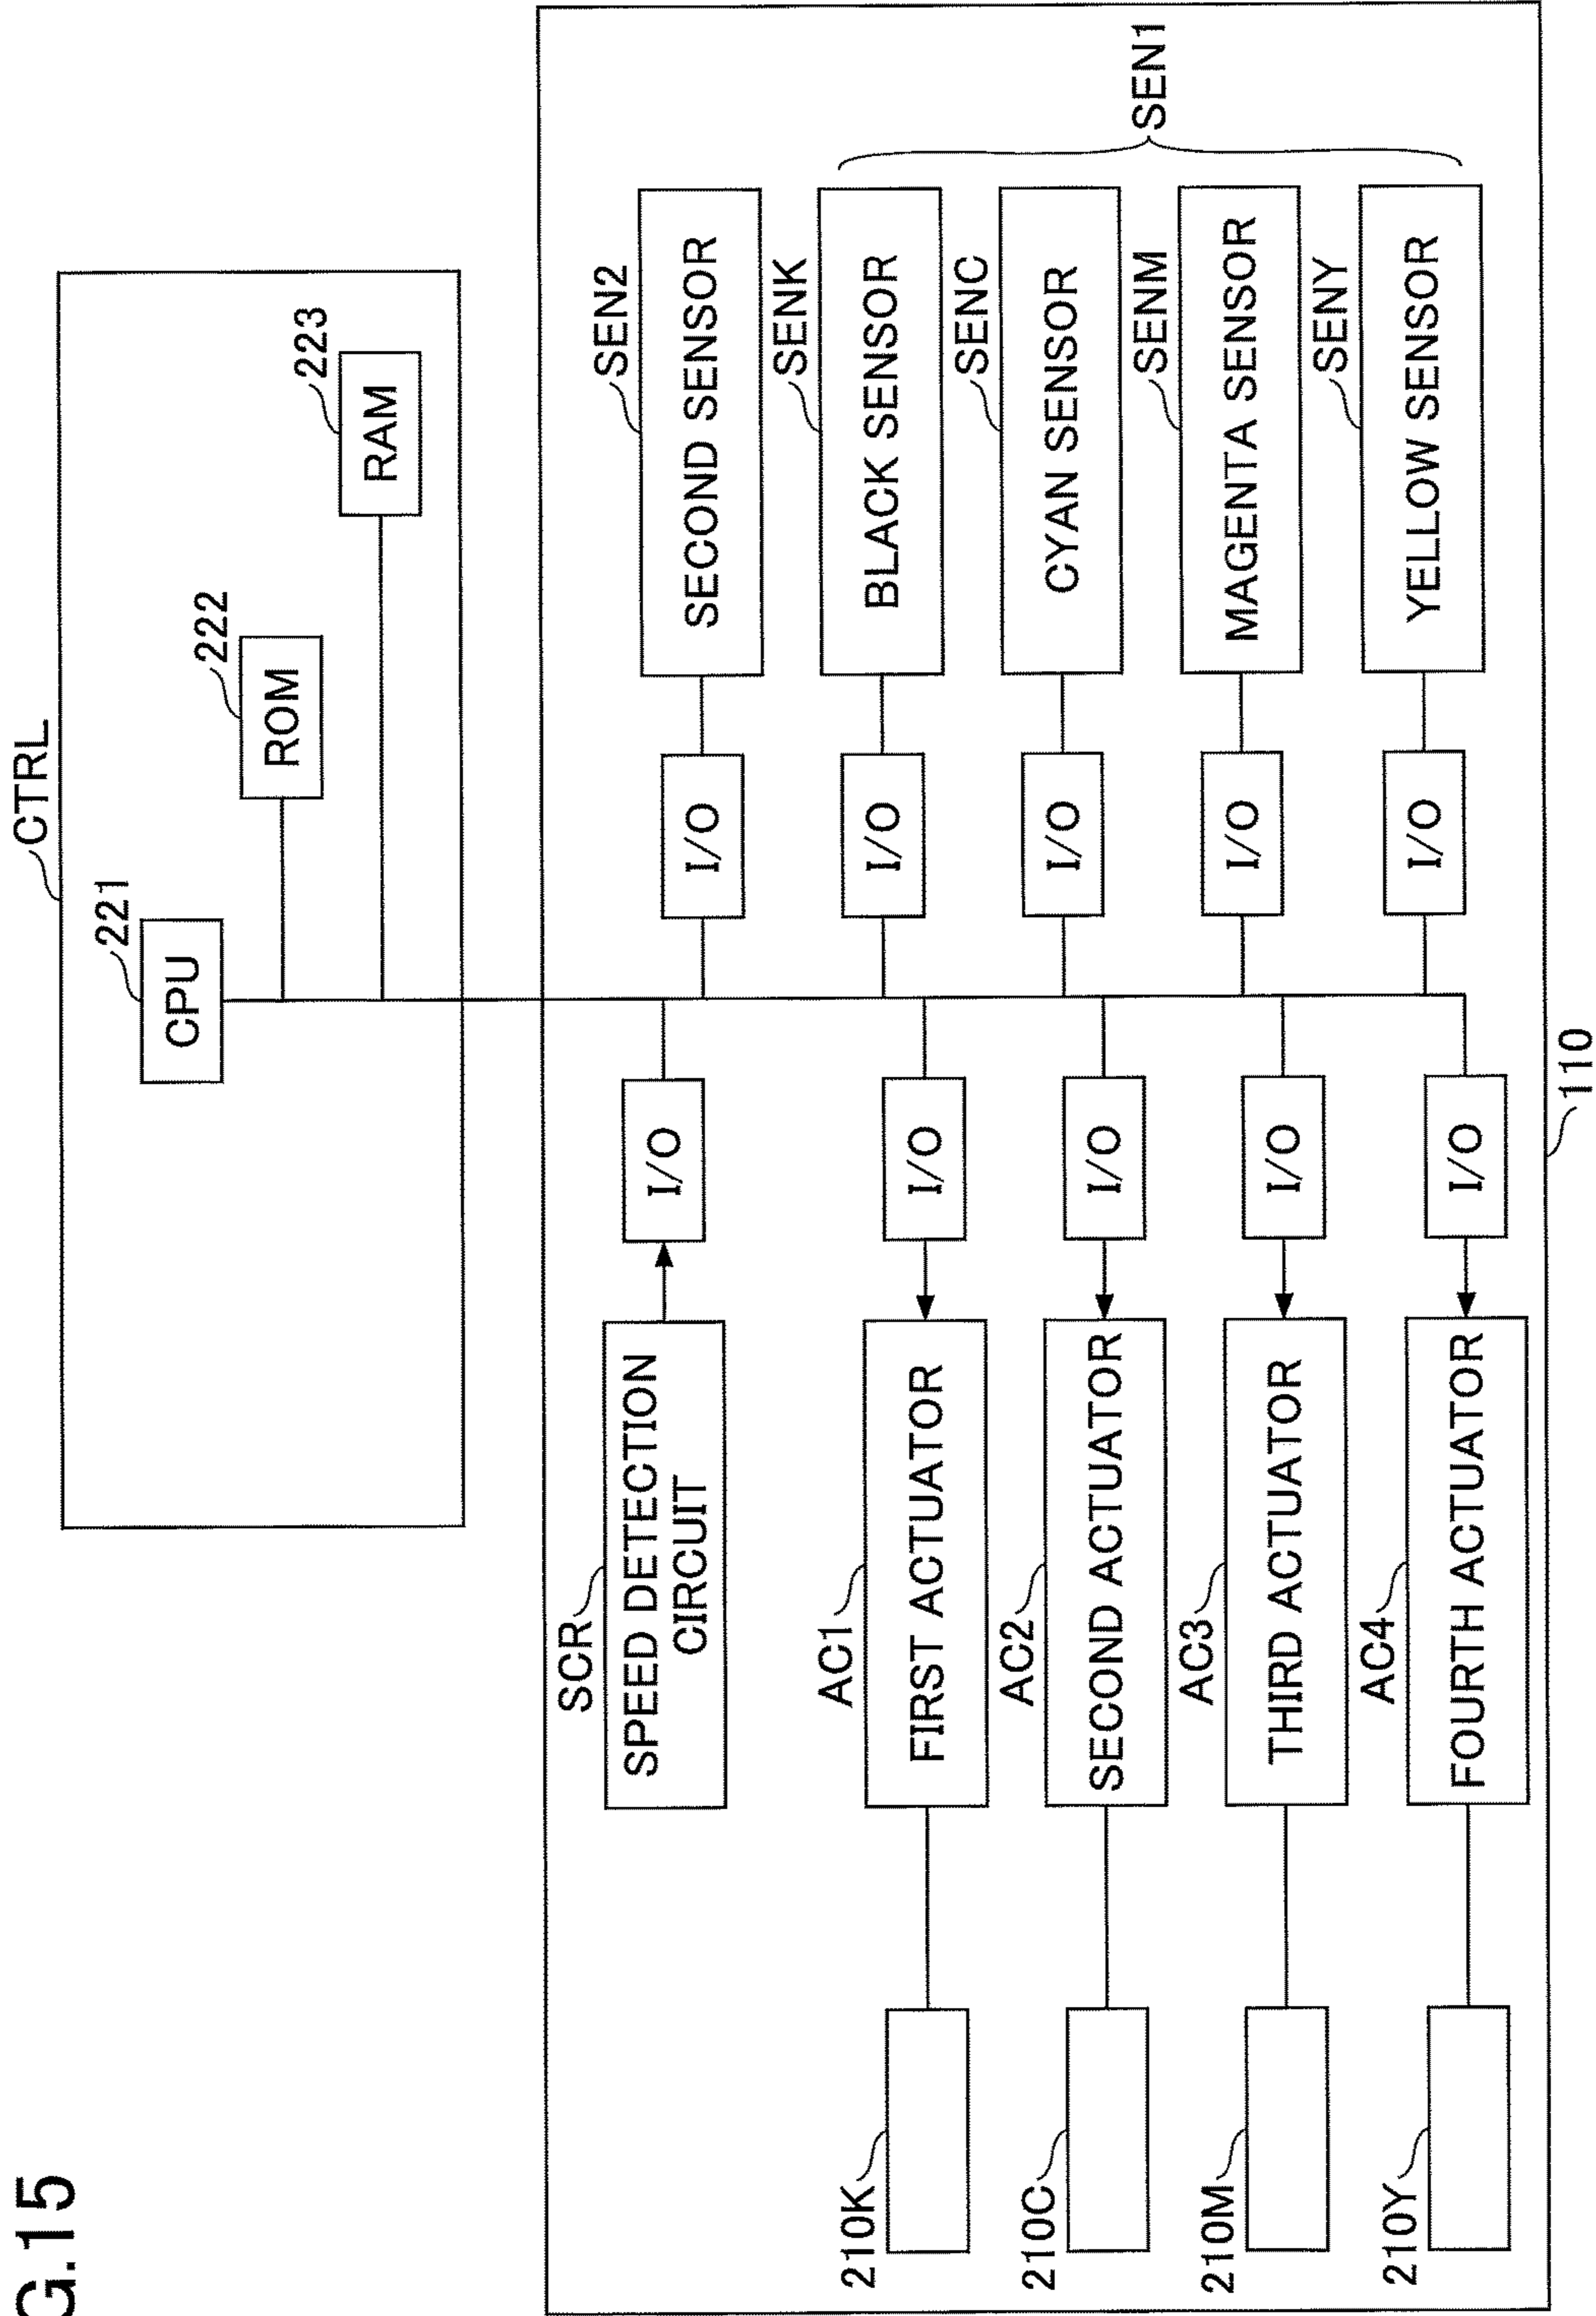 G.15
CTRL
221
CPU
222
ROM
223
RAM
SCR
SPEED DETECTION
CIRCUIT
I/O
I/O
SEN2
SECOND SENSOR
210K
AC1
FIRST ACTUATOR
I/O
I/O
SENK
BLACK SENSOR
210C
AC2
SECOND ACTUATOR
I/O
I/O
SENC
CYAN SENSOR
SEN1
210M
AC3
THIRD ACTUATOR
I/O
I/O
SENM
MAGENTA SENSOR
210Y
AC4
FOURTH ACTUATOR
I/O
I/O
SENY
YELLOW SENSOR
110